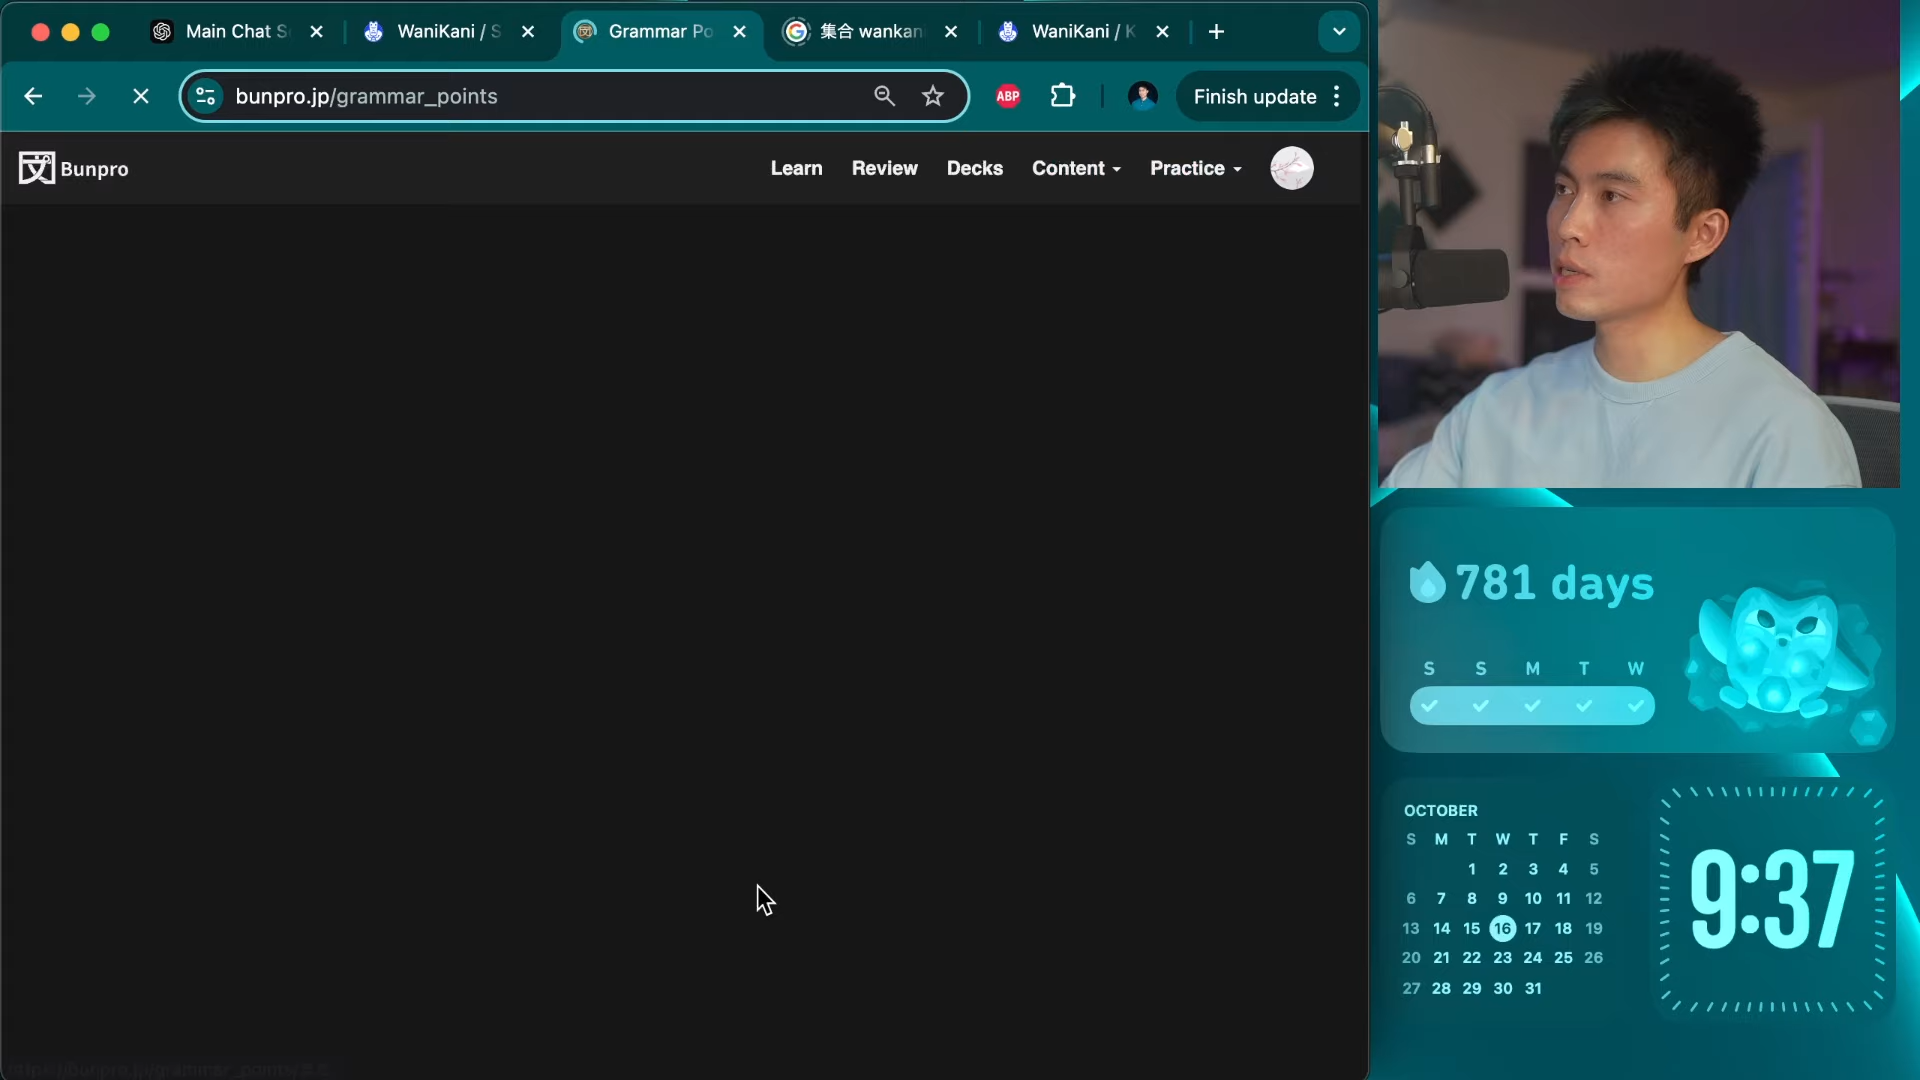 Main Chat S
WaniKani / S
Grammar Po
集合 wankan
WaniKani / K
bunpro.jp/grammar_points
ABP
Finish update
文 Bunpro
Learn
Review
Decks
Content
Practice
781 days
S S M T W
OCTOBER
S M T W T F S
1 2 3 4 5
6 7 8 9 10 11 12
13 14 15 16 17 18 19
20 21 22 23 24 25 26
27 28 29 30 31
9:37